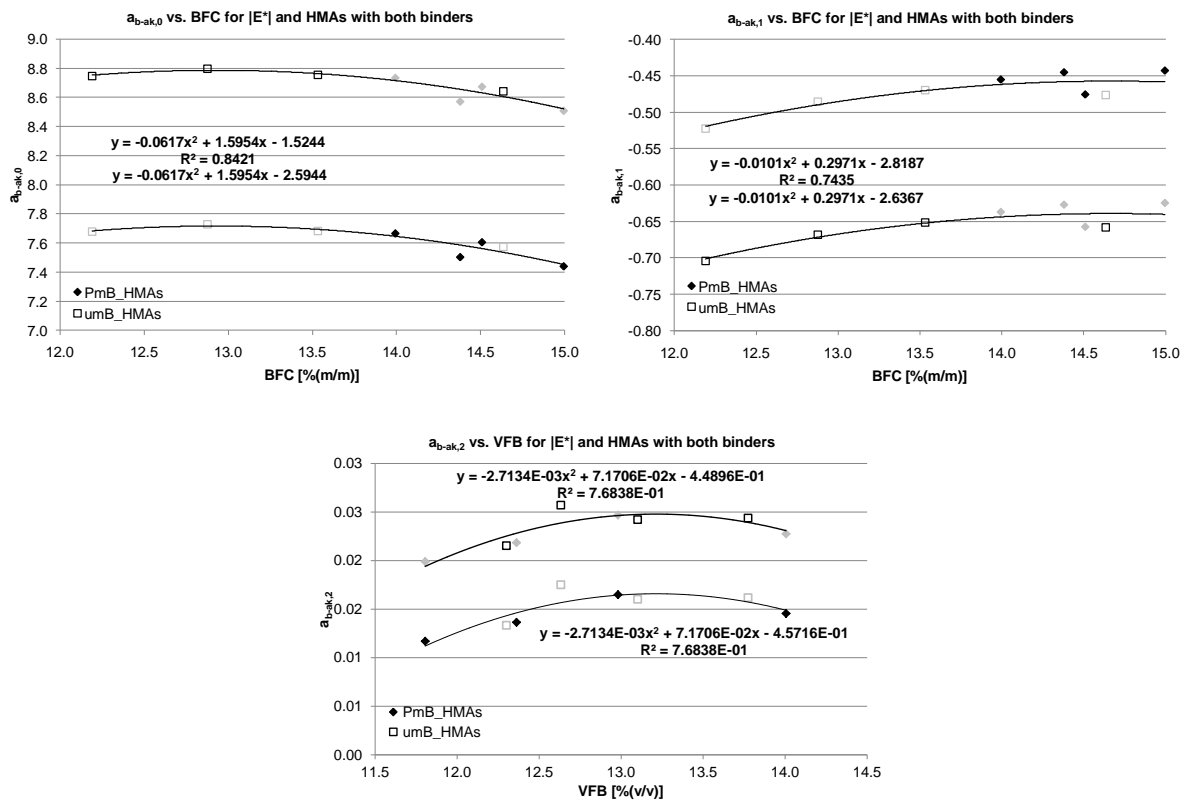 a_b-ak,0 vs. BFC for |E*| and HMAs with both binders
9.0
8.8
8.6
8.4
8.2
8.0
7.8
7.6
7.4
7.2
7.0
a_b-ak,0
y = -0.0617x² + 1.5954x - 1.5244
R² = 0.8421
y = -0.0617x² + 1.5954x - 2.5944
PmB_HMAs
umB_HMAs
12.0 12.5 13.0 13.5 14.0 14.5 15.0
BFC [%(m/m)]
a_b-ak,1 vs. BFC for |E*| and HMAs with both binders
-0.40
-0.45
-0.50
-0.55
-0.60
-0.65
-0.70
-0.75
-0.80
a_b-ak,1
y = -0.0101x² + 0.2971x - 2.8187
R² = 0.7435
y = -0.0101x² + 0.2971x - 2.6367
PmB_HMAs
umB_HMAs
12.0 12.5 13.0 13.5 14.0 14.5 15.0
BFC [%(m/m)]
a_b-ak,2 vs. VFB for |E*| and HMAs with both binders
0.03
0.03
0.02
0.02
0.01
0.01
0.00
a_b-ak,2
y = -2.7134E-03x² + 7.1706E-02x - 4.4896E-01
R² = 7.6838E-01
y = -2.7134E-03x² + 7.1706E-02x - 4.5716E-01
R² = 7.6838E-01
PmB_HMAs
umB_HMAs
11.5 12.0 12.5 13.0 13.5 14.0 14.5
VFB [%(v/v)]